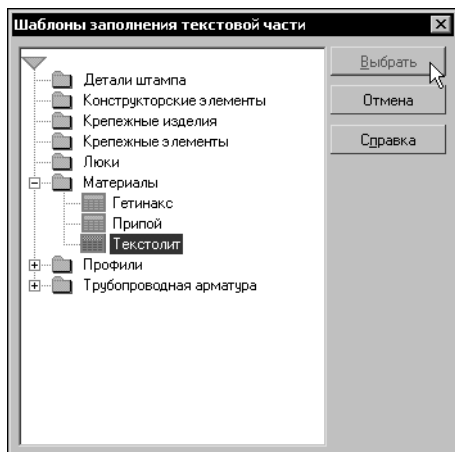 Шаблоны заполнения текстовой части
Детали штампа
Конструкторские элементы
Крепежные изделия
Крепежные элементы
Люки
Материалы
Гетинакс
Припой
Текстолит
Профили
Трубопроводная арматура
Выбрать
Отмена
Справка